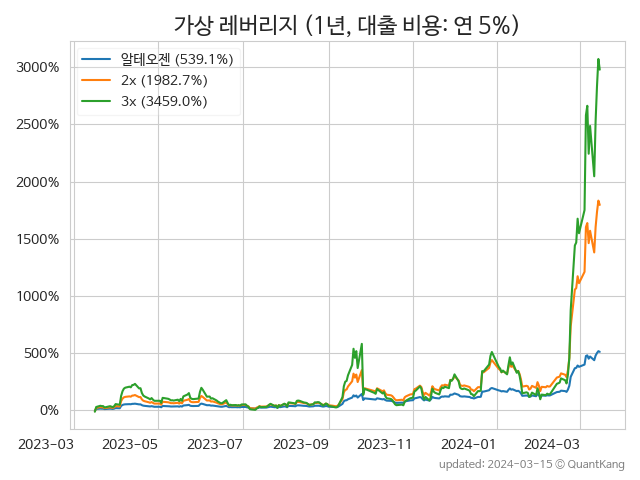 가상 레버리지 (1년, 대출 비용: 연 5%)
알테오젠 (539.1%)
2x (1982.7%)
3x (3459.0%)
3000%
2500%
2000%
1500%
1000%
500%
0%
2023-03 2023-05 2023-07 2023-09 2023-11 2024-01 2024-03
updated: 2024-03-15 © QuantKang